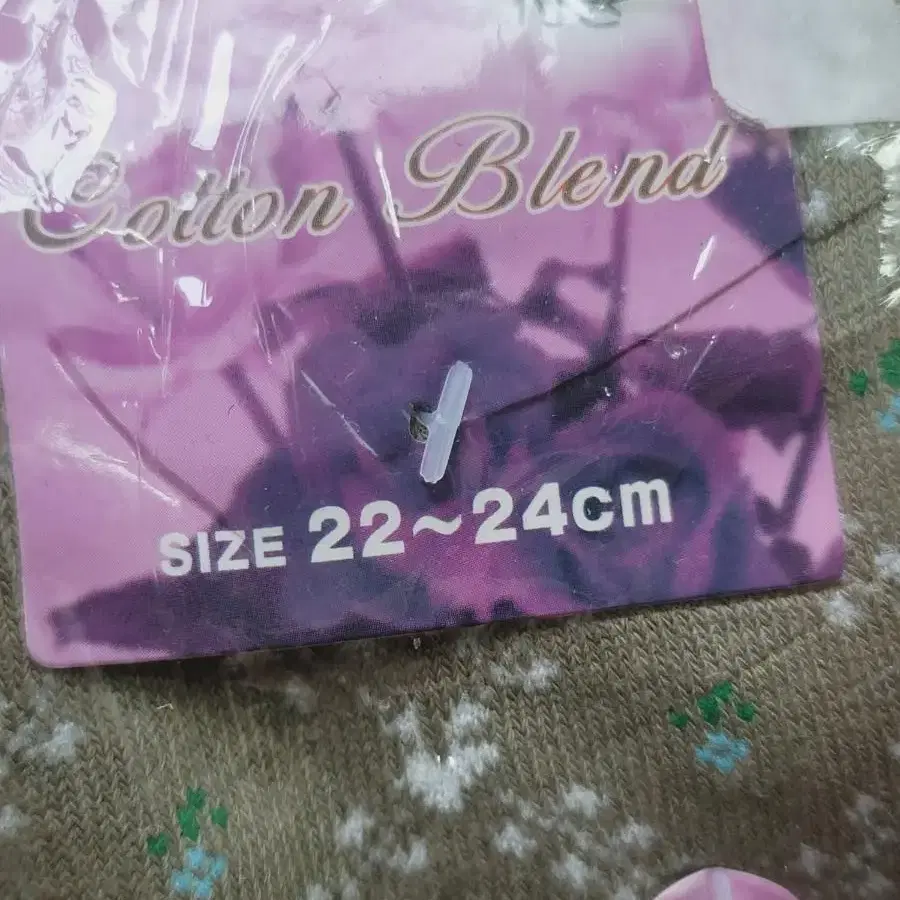 Cotton Blend
SIZE 22~24cm